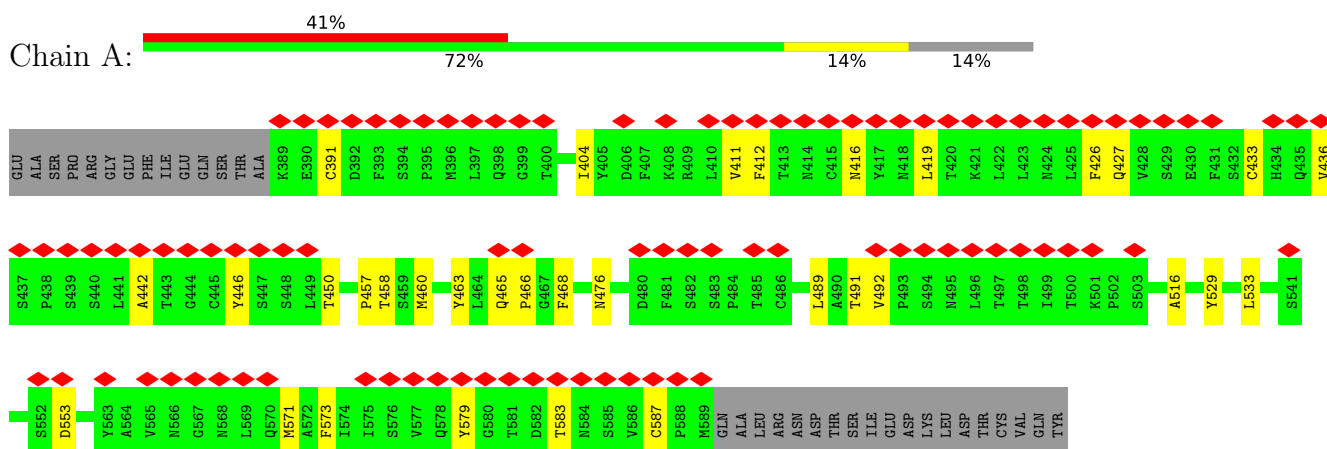 41%
Chain A:
72% 14% 14%
GLU ALA SER PRO ARG GLY GLU PHE ILE GLU GLN SER THR ALA K389 E390 C391 D392 F393 S394 P395 M396 L397 Q398 G399 T400 I404 Y405 D406 F407 K408 R409 L410 V411 F412 T413 N414 C415 N416 Y417 N418 L419 T420 K421 L422 L423 N424 L425 F426 Q427 V428 S429 E430 F431 S432 C433 H434 Q435 V436
S437 P438 S439 S440 L441 A442 T443 G444 C445 Y446 S447 S448 L449 T450 P457 T458 S459 M460 Y463 L464 Q465 P466 G467 F468 N476 D480 F481 S482 S483 P484 T485 C486 L489 A490 T491 V492 P493 S494 N495 L496 T497 T498 I499 T500 K501 P502 S503 A516 Y529 L533 S541
S552 D553 Y563 A564 V565 N566 G567 N568 L569 Q570 M571 A572 F573 I574 I575 S576 V577 Q578 Y579 G580 T581 D582 T583 N584 S585 V586 C587 P588 M589 GLN ALA LEU ARG ASN ASP THR SER ILE GLU ASP LYS LEU ASP THR CYS VAL GLN TYR